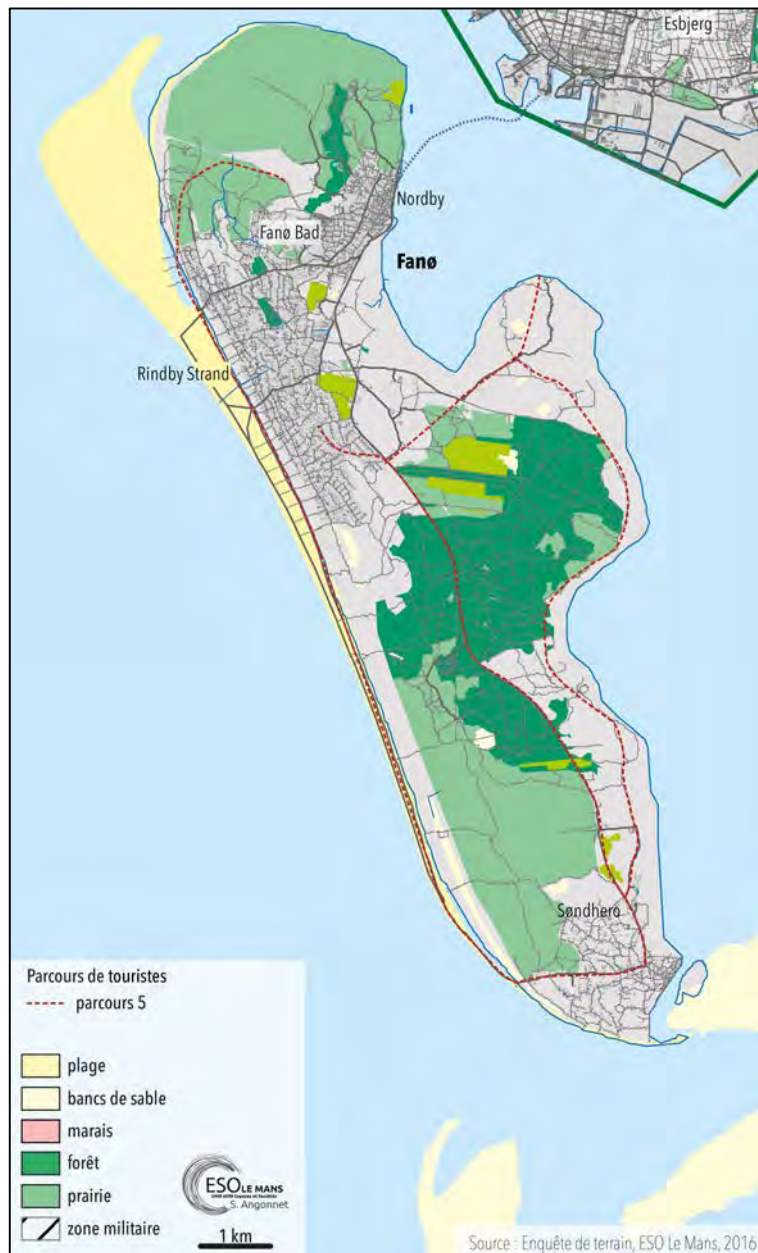 Esbjerg
Nordby
Fanø Bad
Fanø
Rindby Strand
Søndhero
Parcours de touristes
parcours 5
plage
bancs de sable
marais
forêt
prairie
zone militaire
ESO LE MANS
S. Angonnet
1 km
Source : Enquête de terrain, ESO Le Mans, 2016